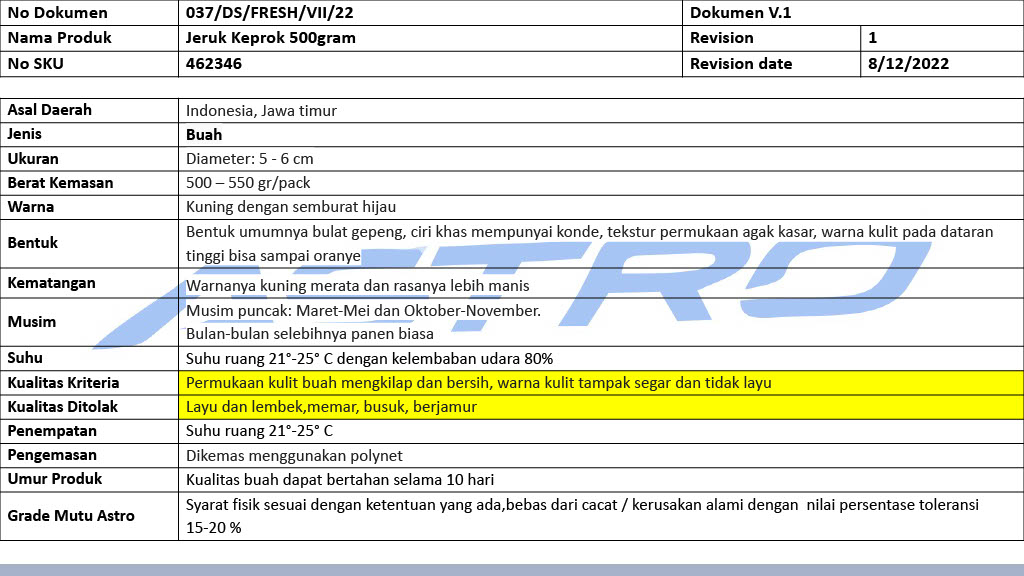 No Dokumen 037/DS/FRESH/VII/22 Dokumen V.1
Nama Produk Jeruk Keprok 500gram Revision 1
No SKU 462346 Revision date 8/12/2022
Asal Daerah Indonesia, Jawa timur
Jenis Buah
Ukuran Diameter: 5 - 6 cm
Berat Kemasan 500 – 550 gr/pack
Warna Kuning dengan semburat hijau
Bentuk Bentuk umumnya bulat gepeng, ciri khas mempunyai konde, tekstur permukaan agak kasar, warna kulit pada dataran
tinggi bisa sampai oranye
Kematangan Warnanya kuning merata dan rasanya lebih manis
Musim Musim puncak: Maret-Mei dan Oktober-November.
Bulan-bulan selebihnya panen biasa
Suhu Suhu ruang 21°-25° C dengan kelembaban udara 80%
Kualitas Kriteria Permukaan kulit buah mengkilap dan bersih, warna kulit tampak segar dan tidak layu
Kualitas Ditolak Layu dan lembek,memar, busuk, berjamur
Penempatan Suhu ruang 21°-25° C
Pengemasan Dikemas menggunakan polynet
Umur Produk Kualitas buah dapat bertahan selama 10 hari
Grade Mutu Astro Syarat fisik sesuai dengan ketentuan yang ada,bebas dari cacat / kerusakan alami dengan  nilai persentase toleransi
15-20 %
ASTRO